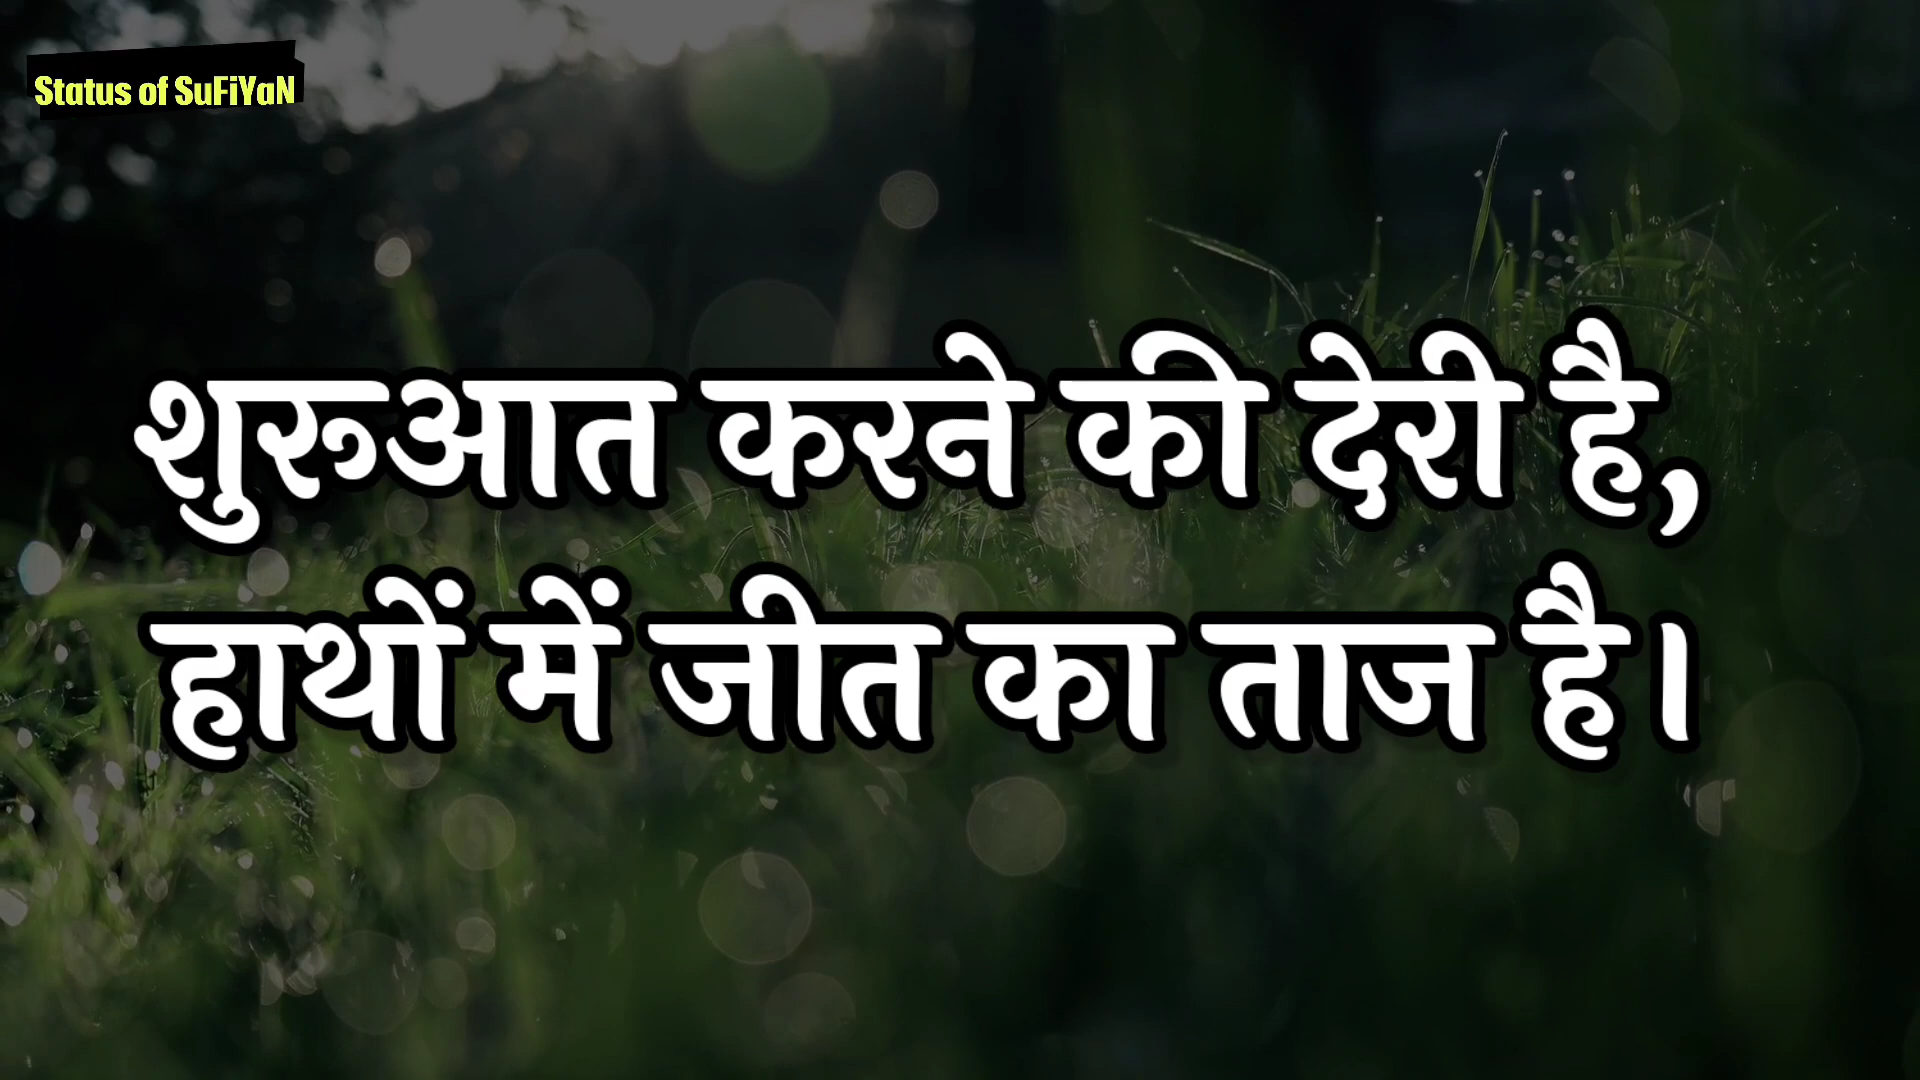 Status of SuFiYaN
शुरुआत करने की देरी है,
हाथों में जीत का ताज है।